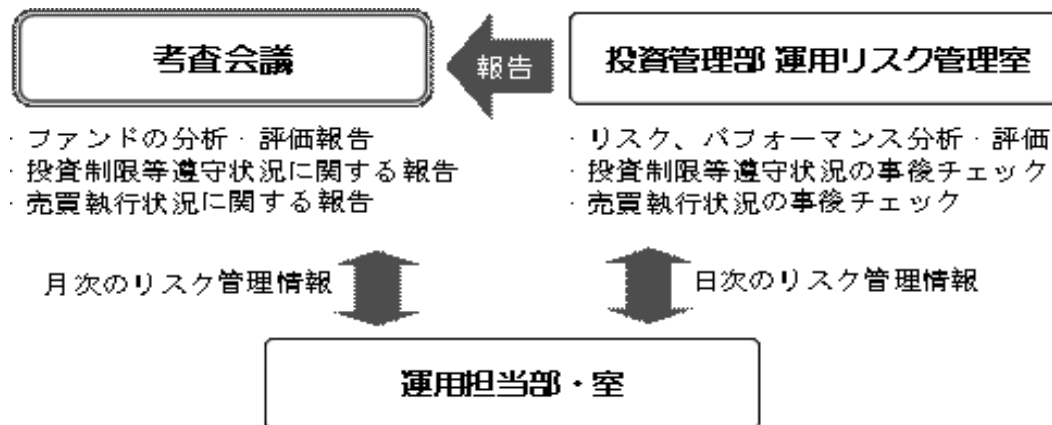 考査会議
報告
投資管理部 運用リスク管理室
・ファンドの分析・評価報告
・投資制限等遵守状況に関する報告
・売買執行状況に関する報告
・リスク、パフォーマンス分析・評価
・投資制限等遵守状況の事後チェック
・売買執行状況の事後チェック
月次のリスク管理情報
日次のリスク管理情報
運用担当部・室